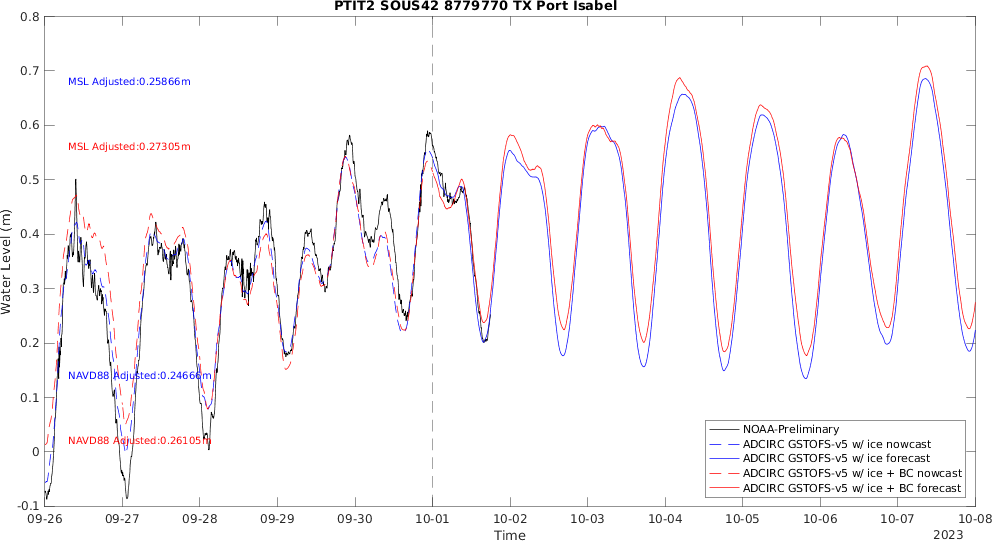 PTIT2 SOUS42 8779770 TX Port Isabel
0.8
0.7
0.6
0.5
0.4
0.3
0.2
0.1
0
-0.1
Water Level (m)
MSL Adjusted:0.25866m
MSL Adjusted:0.27305m
NAVD88 Adjusted:0.24666m
NAVD88 Adjusted:0.26105m
NOAA-Preliminary
ADCIRC GSTOFS-v5 w/ ice nowcast
ADCIRC GSTOFS-v5 w/ ice forecast
ADCIRC GSTOFS-v5 w/ ice + BC nowcast
ADCIRC GSTOFS-v5 w/ ice + BC forecast
09-26 09-27 09-28 09-29 09-30 10-01 10-02 10-03 10-04 10-05 10-06 10-07 10-08
Time
2023